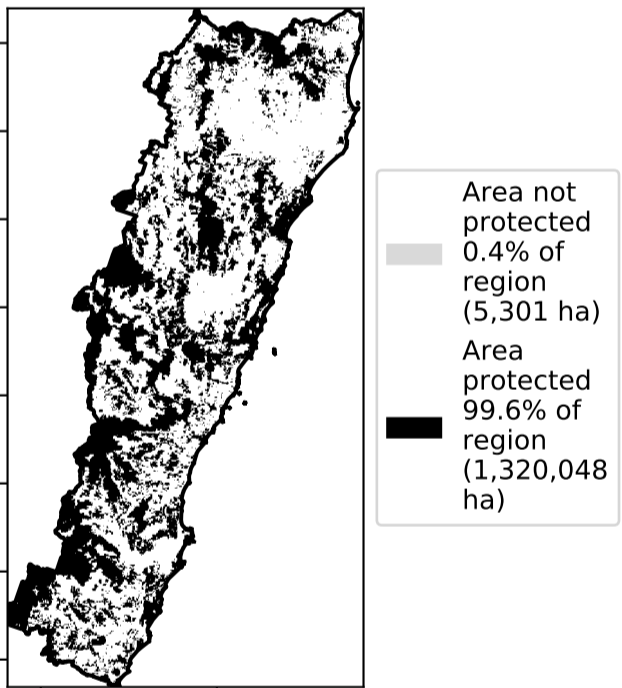 Area not
protected
0.4% of
region
(5,301 ha)
Area
protected
99.6% of
region
(1,320,048
ha)